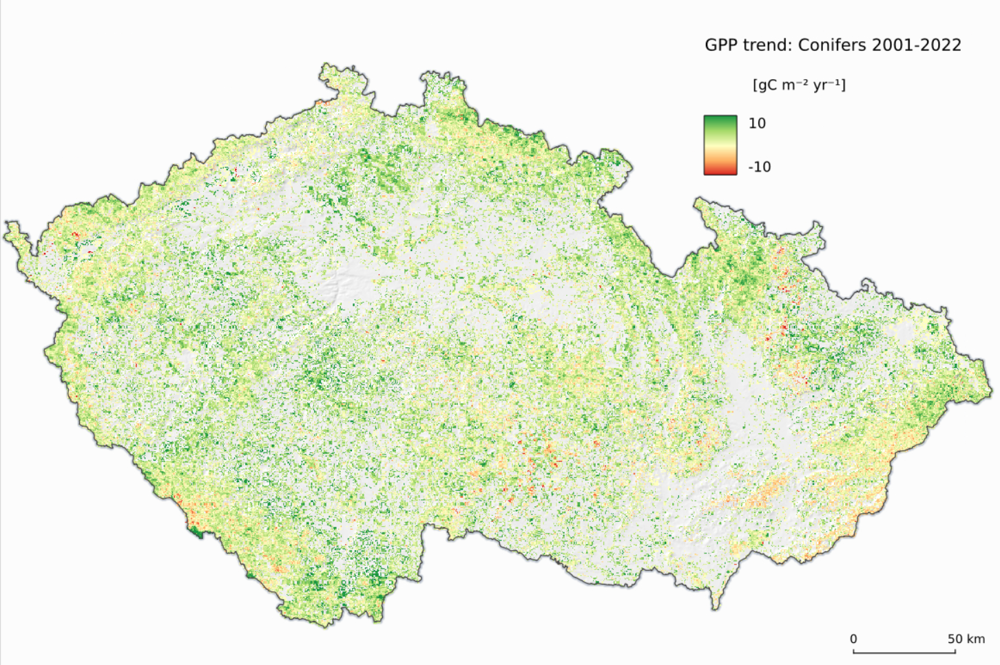 GPP trend: Conifers 2001-2022
[gC m⁻² yr⁻¹]
10
-10
0 50 km